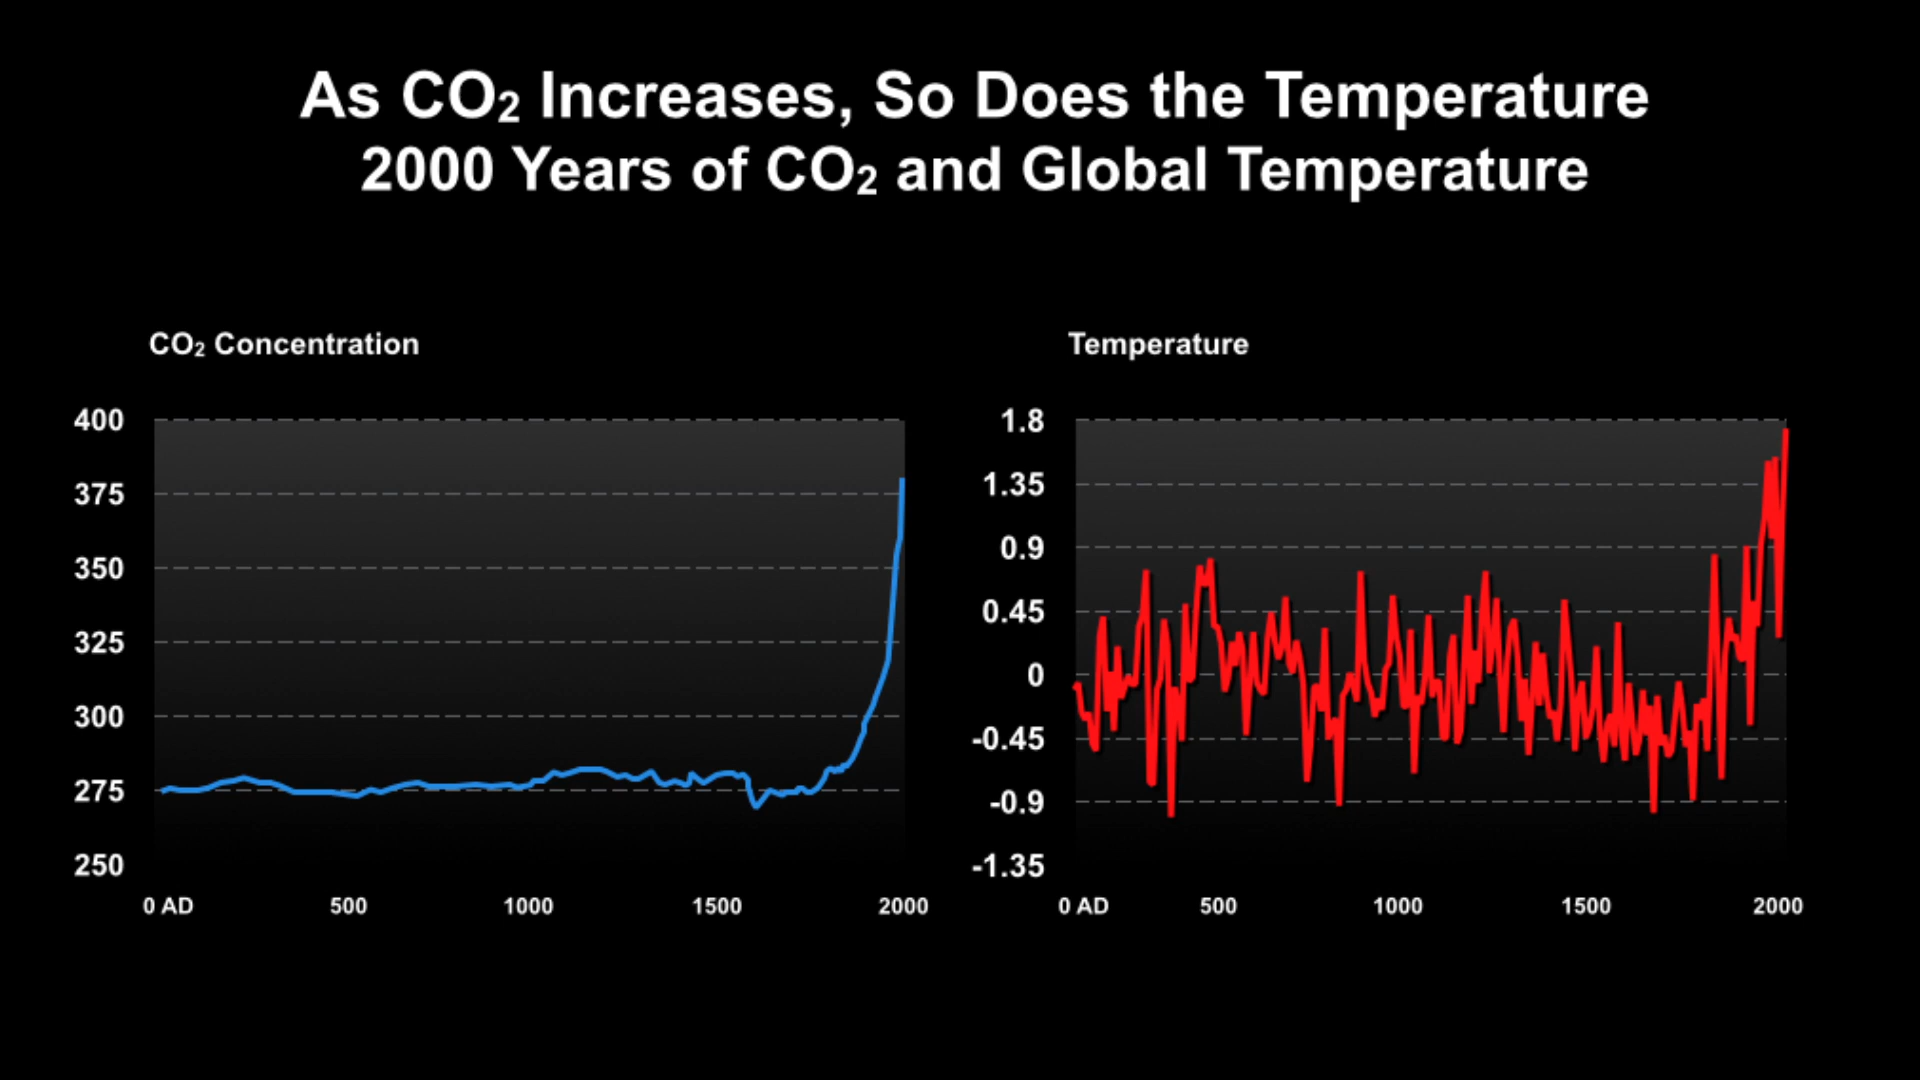 As CO₂ Increases, So Does the Temperature
2000 Years of CO₂ and Global Temperature
CO₂ Concentration
400
375
350
325
300
275
250
0 AD 500 1000 1500 2000
Temperature
1.8
1.35
0.9
0.45
0
-0.45
-0.9
-1.35
0 AD 500 1000 1500 2000